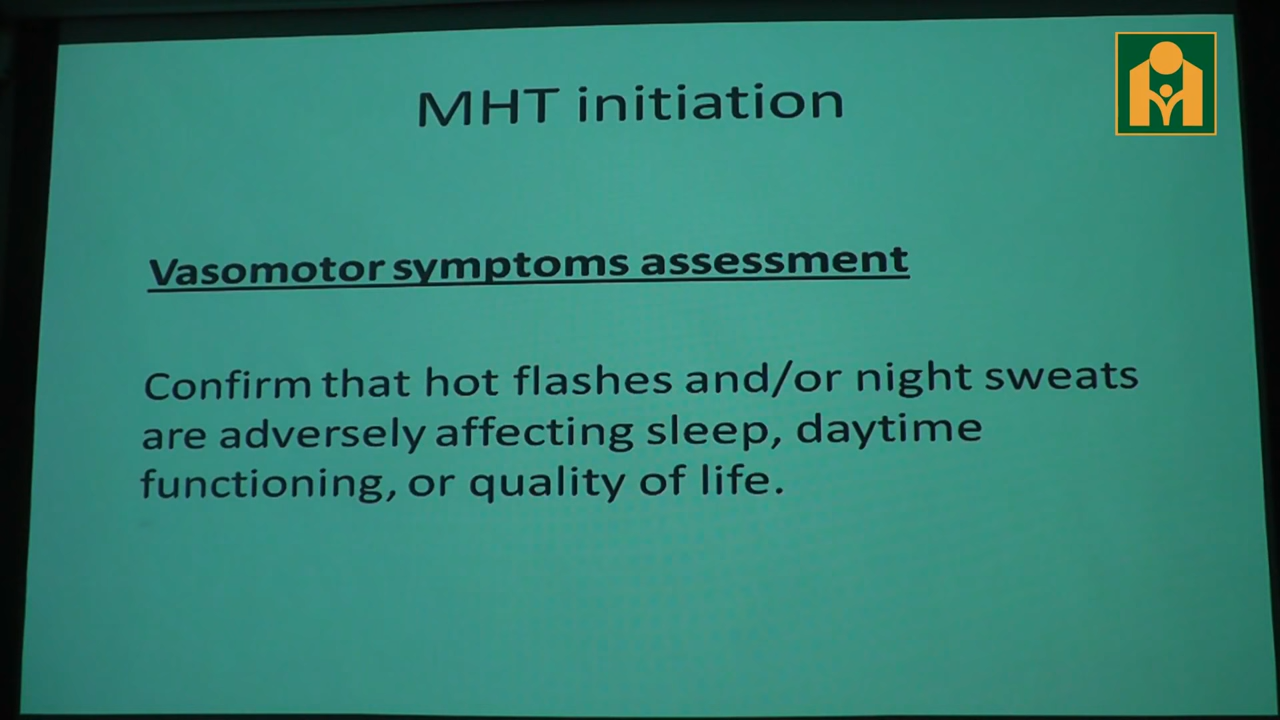 MHT initiation
Vasomotor symptoms assessment
Confirm that hot flashes and/or night sweats
are adversely affecting sleep, daytime
functioning, or quality of life.